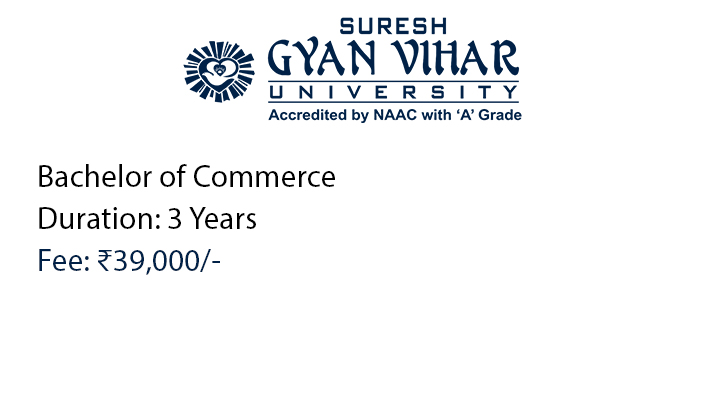 SURESH
GYAN VIHAR
UNIVERSITY
Accredited by NAAC with ‘A’ Grade
Bachelor of Commerce
Duration: 3 Years
Fee: ₹39,000/-